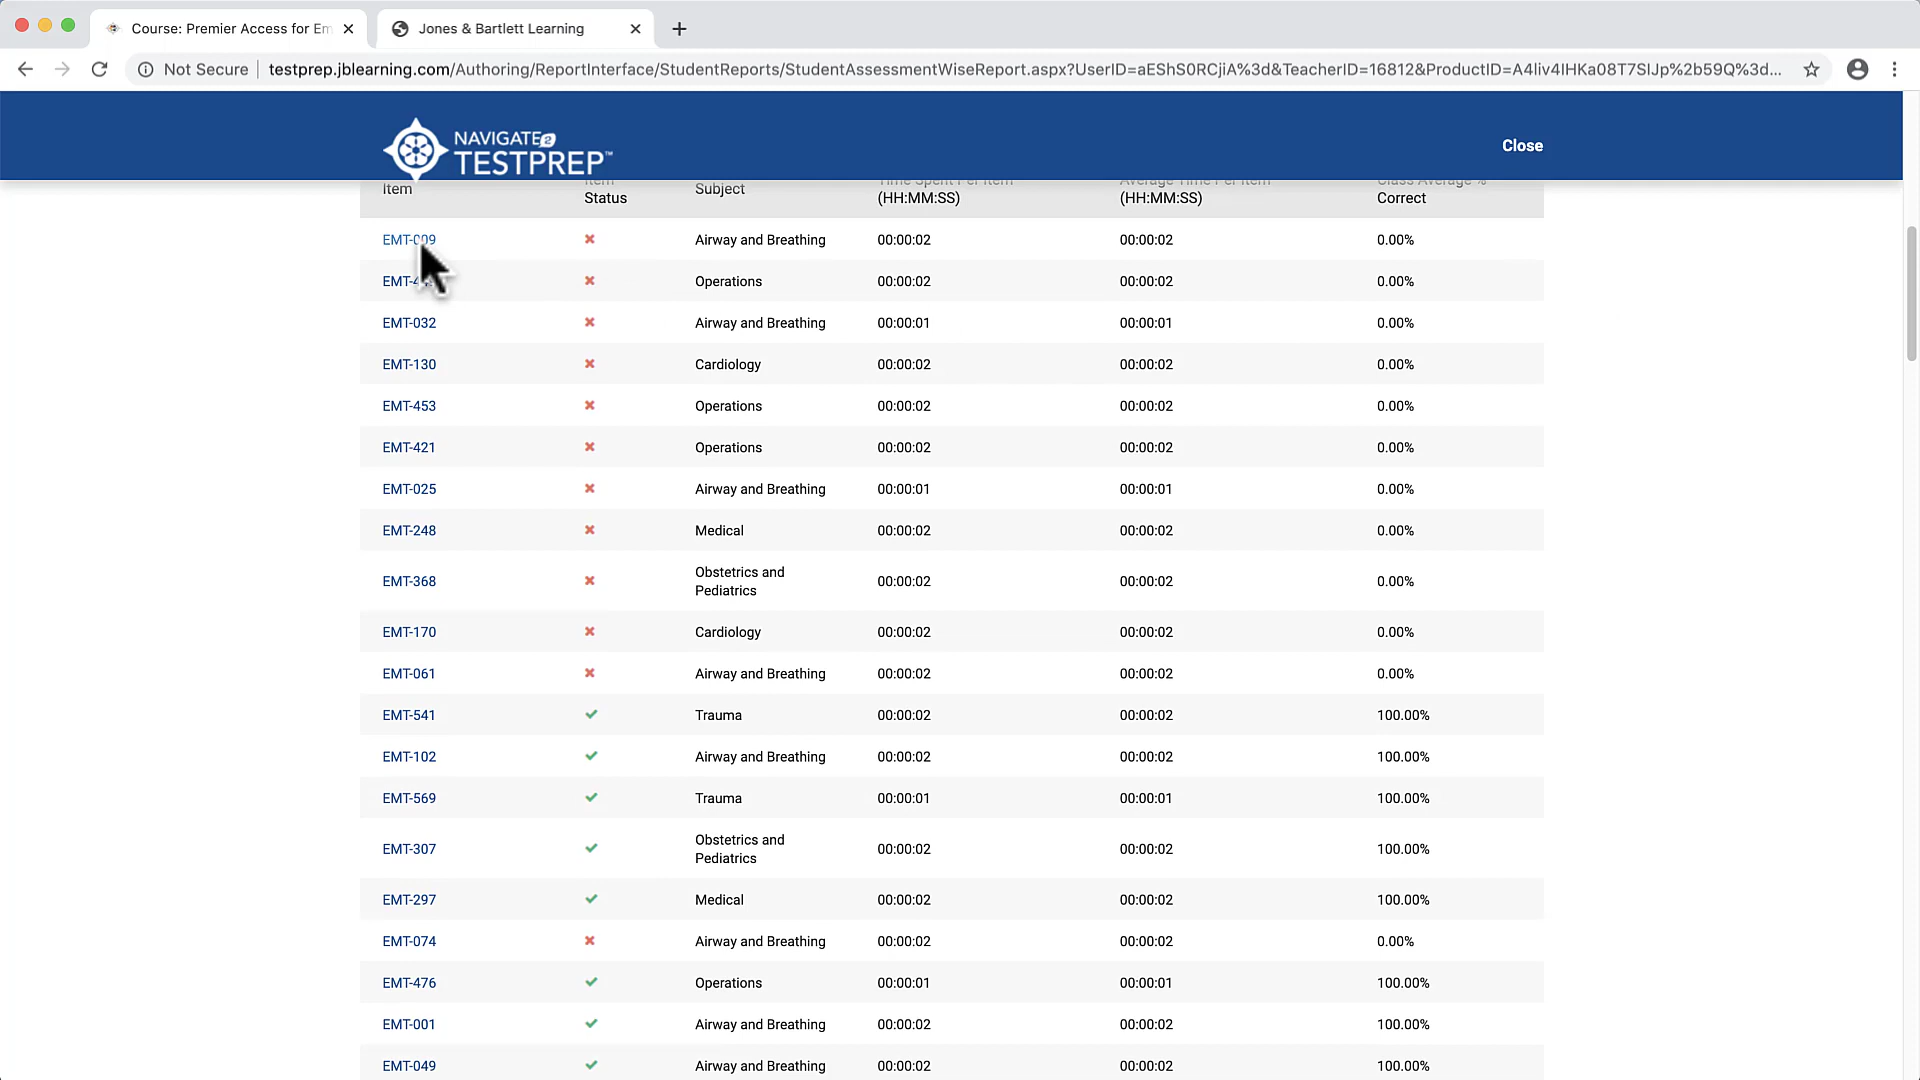 Course: Premier Access for Em
Jones & Bartlett Learning
Not Secure
testprep.jblearning.com/Authoring/ReportInterface/StudentReports/StudentAssessmentWiseReport.aspx?UserID=aEShS0RCjiA%3d&TeacherID=16812&ProductID=A4liv4IHKa08T7SIJp%2b59Q%3d...
NAVIGATE 2
TESTPREP™
Close
Item
Item
Status
Subject
Time Spent Per Item
(HH:MM:SS)
Average Time Per Item
(HH:MM:SS)
Class Average %
Correct
EMT-009 Airway and Breathing 00:00:02 00:00:02 0.00%
Operations 00:00:02 00:00:02 0.00%
EMT-032 Airway and Breathing 00:00:01 00:00:01 0.00%
EMT-130 Cardiology 00:00:02 00:00:02 0.00%
EMT-453 Operations 00:00:02 00:00:02 0.00%
EMT-421 Operations 00:00:02 00:00:02 0.00%
EMT-025 Airway and Breathing 00:00:01 00:00:01 0.00%
EMT-248 Medical 00:00:02 00:00:02 0.00%
EMT-368 Obstetrics and
Pediatrics 00:00:02 00:00:02 0.00%
EMT-170 Cardiology 00:00:02 00:00:02 0.00%
EMT-061 Airway and Breathing 00:00:02 00:00:02 0.00%
EMT-541 Trauma 00:00:02 00:00:02 100.00%
EMT-102 Airway and Breathing 00:00:02 00:00:02 100.00%
EMT-569 Trauma 00:00:01 00:00:01 100.00%
EMT-307 Obstetrics and
Pediatrics 00:00:02 00:00:02 100.00%
EMT-297 Medical 00:00:02 00:00:02 100.00%
EMT-074 Airway and Breathing 00:00:02 00:00:02 0.00%
EMT-476 Operations 00:00:01 00:00:01 100.00%
EMT-001 Airway and Breathing 00:00:02 00:00:02 100.00%
EMT-049 Airway and Breathing 00:00:02 00:00:02 100.00%